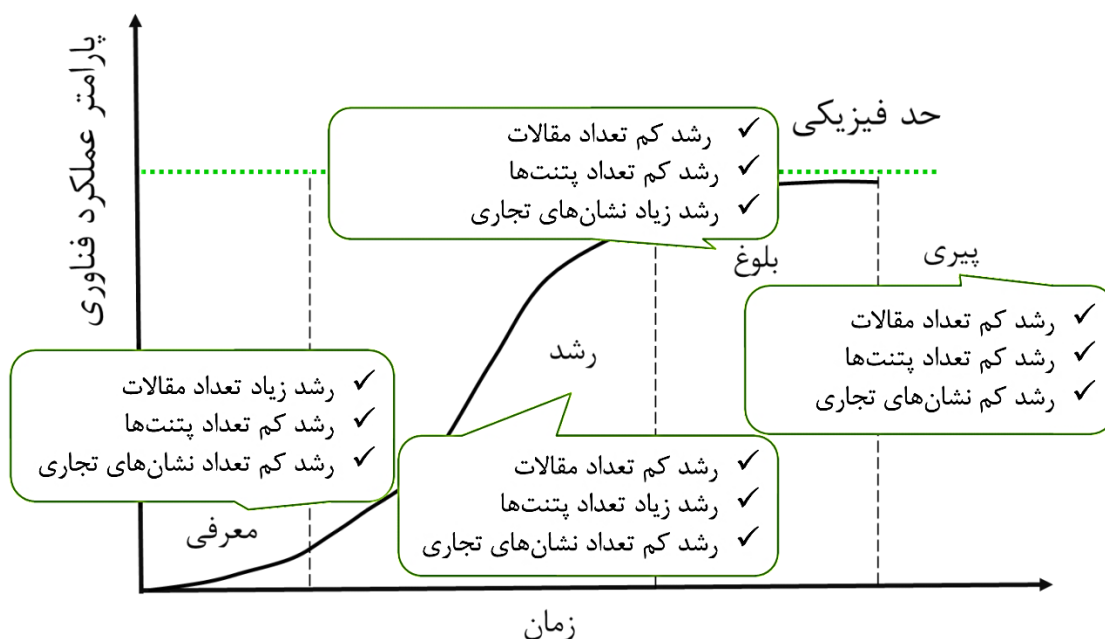 پارامتر عملکرد فناوری
حد فیزیکی
✓ رشد کم تعداد مقالات
✓ رشد کم تعداد پتنت‌ها
✓ رشد زیاد نشان‌های تجاری
بلوغ
پیری
✓ رشد کم تعداد مقالات
✓ رشد کم تعداد پتنت‌ها
✓ رشد کم نشان‌های تجاری
رشد
✓ رشد کم تعداد مقالات
✓ رشد زیاد تعداد پتنت‌ها
✓ رشد کم تعداد نشان‌های تجاری
✓ رشد زیاد تعداد مقالات
✓ رشد کم تعداد پتنت‌ها
✓ رشد کم تعداد نشان‌های تجاری
معرفی
زمان